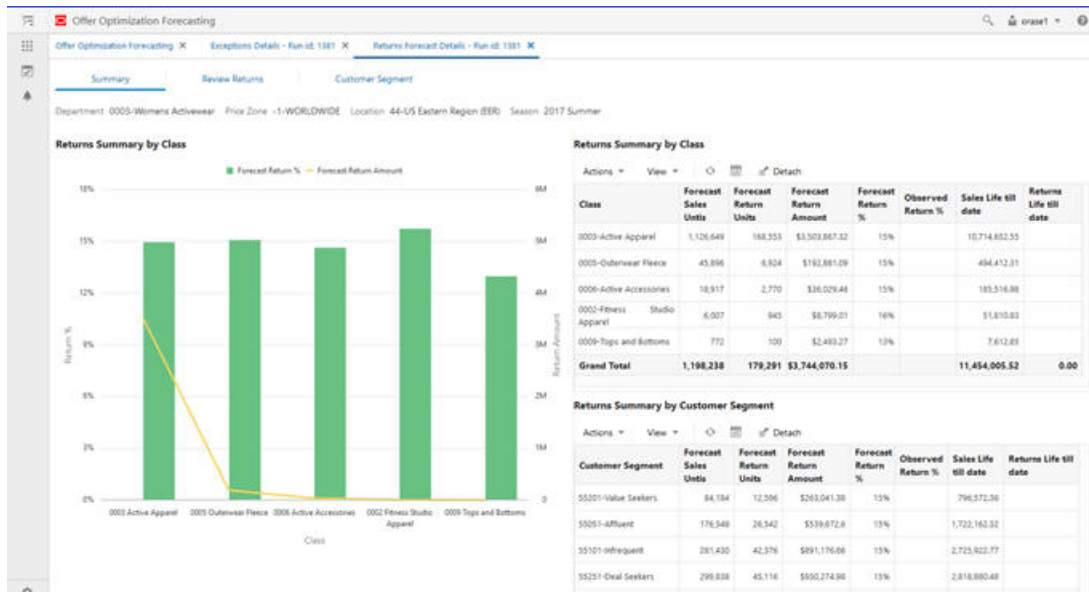 Offer Optimization Forecasting
orase1
Offer Optimization Forecasting X Exceptions Details - Run id: 1381 X Returns Forecast Details - Run id: 1381 X
Summary Review Returns Customer Segment
Department 0003-Womens Activewear Price Zone -1-WORLDWIDE Location 44-US Eastern Region (EER) Season 2017 Summer
Returns Summary by Class
Forecast Return % Forecast Return Amount
18%
15%
12%
9%
6%
3%
0%
Return %
6M
5M
4M
3M
2M
1M
0
Return Amount
0003 Active Apparel 0005 Outerwear Fleece 0006 Active Accessories 0002 Fitness Studio Apparel 0009 Tops and Bottoms
Class
Returns Summary by Class
Actions View Detach
Class Forecast Sales Untis Forecast Return Units Forecast Return Amount Forecast Return % Observed Return % Sales Life till date Returns Life till date
0003-Active Apparel 1,126,649 168,553 $3,503,867.32 15% 10,714,652.55
0005-Outerwear Fleece 45,896 6,924 $192,881.09 15% 494,412.31
0006-Active Accessories 18,917 2,770 $36,029.46 15% 185,516.98
0002-Fitness Studio Apparel 6,007 945 $8,799.01 16% 51,810.83
0009-Tops and Bottoms 772 100 $2,493.27 13% 7,612.85
Grand Total 1,198,238 179,291 $3,744,070.15 11,454,005.52 0.00
Returns Summary by Customer Segment
Actions View Detach
Customer Segment Forecast Sales Untis Forecast Return Units Forecast Return Amount Forecast Return % Observed Return % Sales Life till date Returns Life till date
55201-Value Seekers 84,184 12,596 $263,041.38 15% 796,572.36
55051-Affluent 176,548 26,542 $539,672.6 15% 1,722,162.32
55101-Infrequent 281,430 42,376 $891,176.86 15% 2,725,922.77
55251-Deal Seekers 299,838 45,116 $930,274.98 15% 2,818,880.48